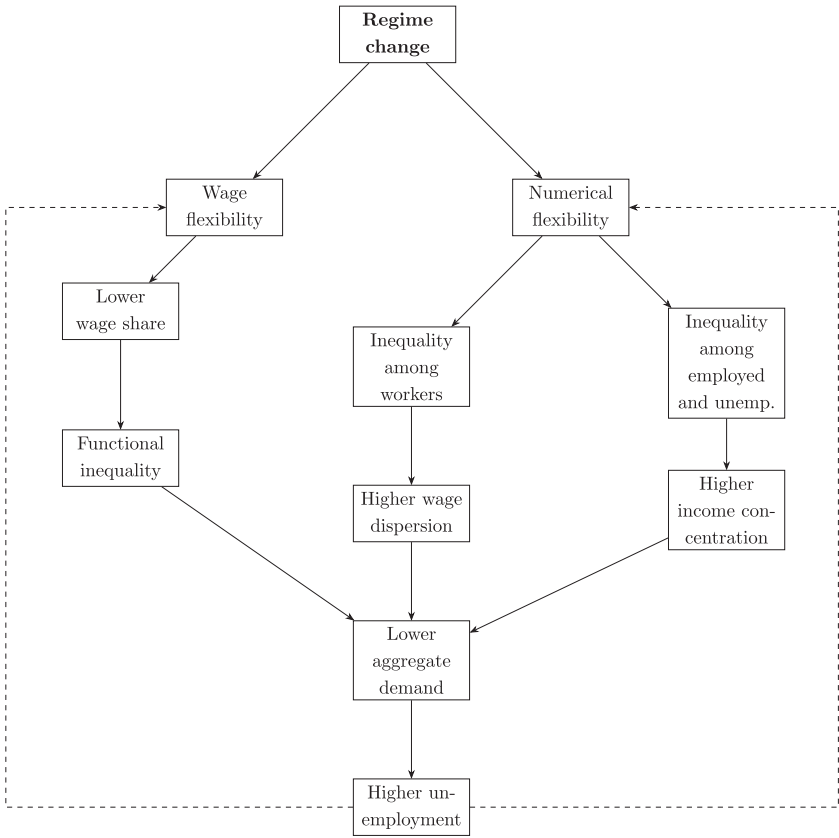 Regime
change
Wage
flexibility
Numerical
flexibility
Lower
wage share
Inequality
among
workers
Inequality
among
employed
and unemp.
Functional
inequality
Higher wage
dispersion
Higher
income con-
centration
Lower
aggregate
demand
Higher un-
employment